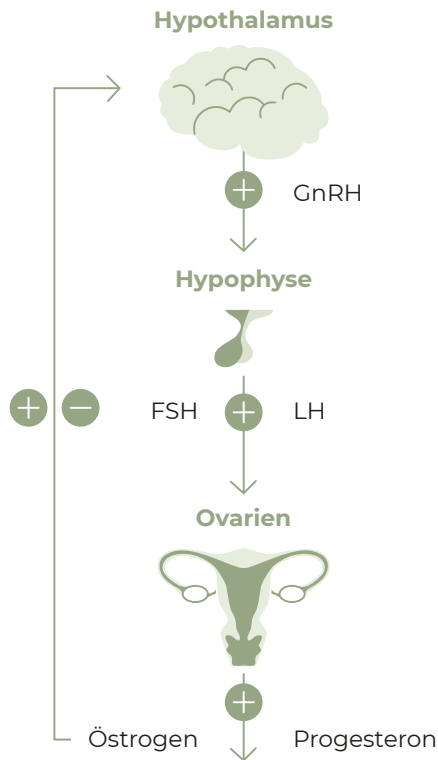 Hypothalamus
+ GnRH
Hypophyse
+ −
FSH + LH
Ovarien
+
Östrogen Progesteron